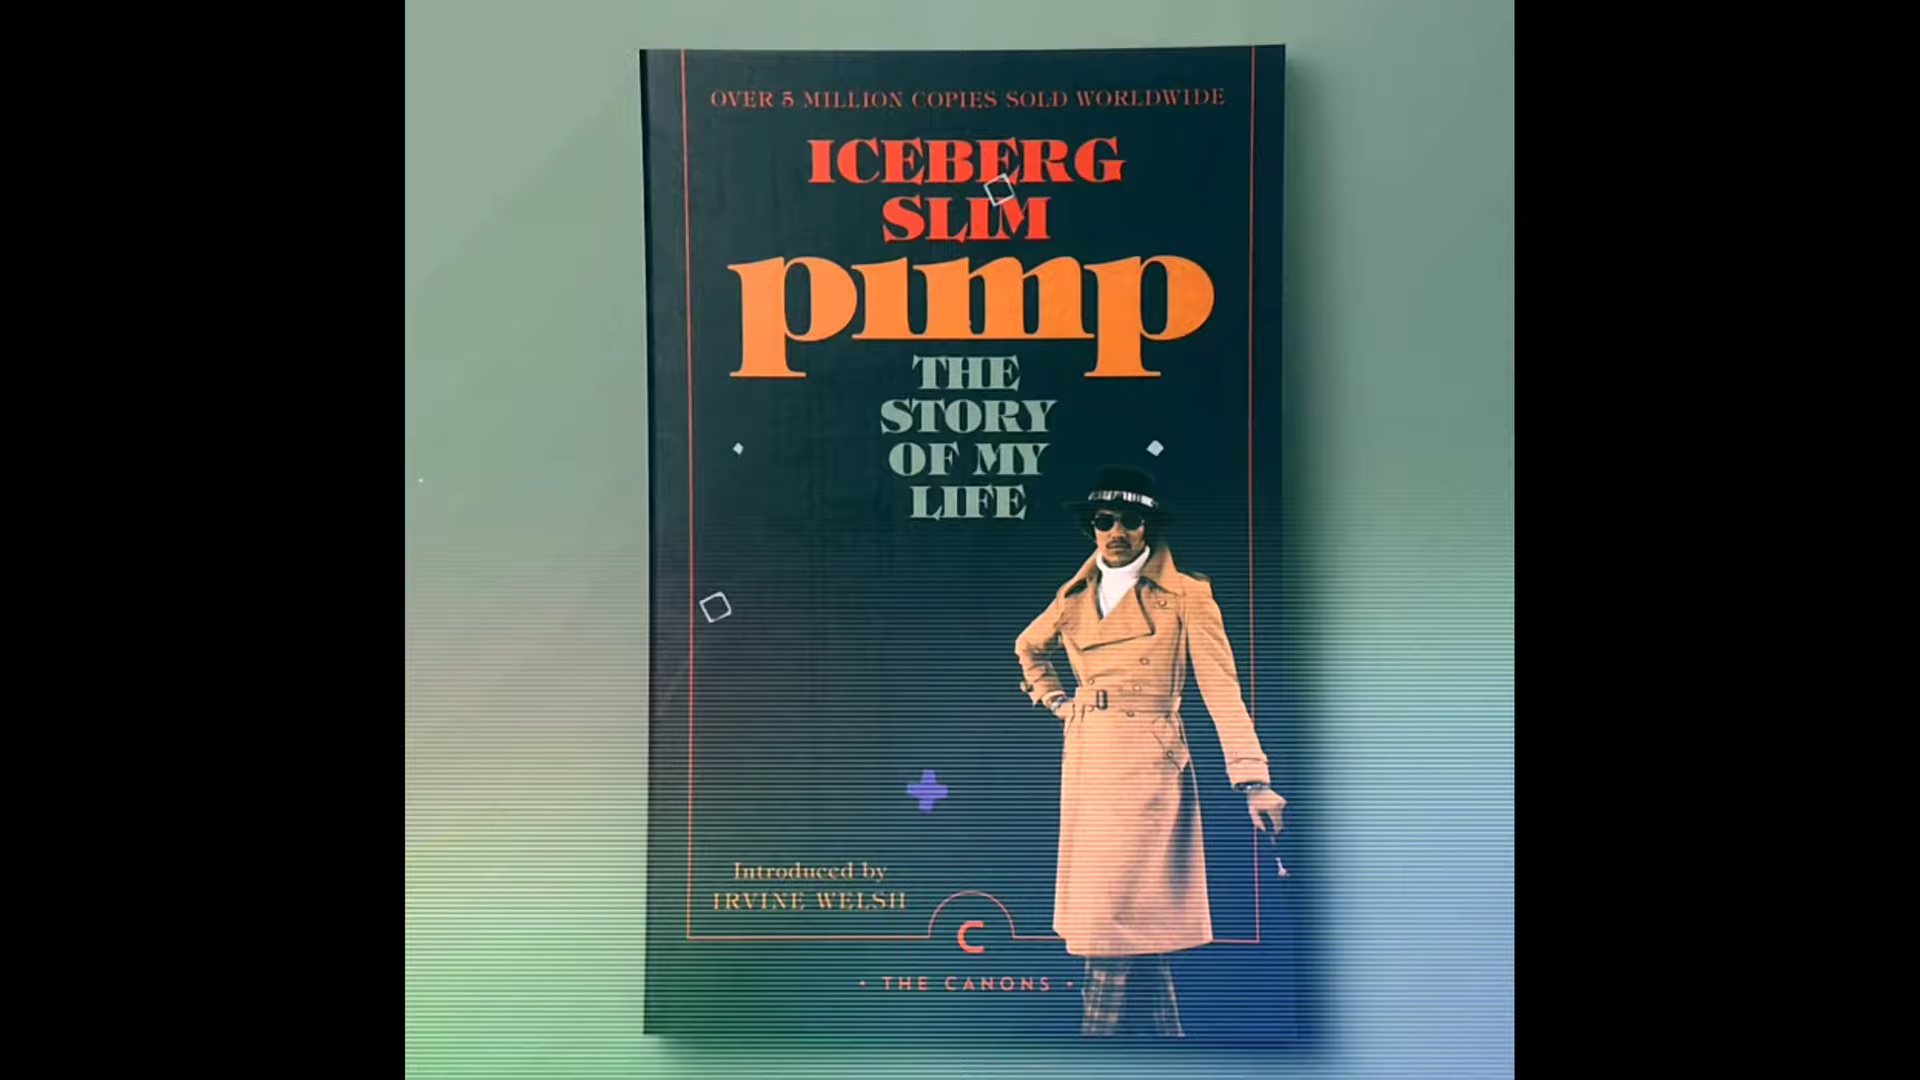 OVER 5 MILLION COPIES SOLD WORLDWIDE
ICEBERG
SLIM
pimp
THE
STORY
OF MY
LIFE
Introduced by
IRVINE WELSH
C
• THE CANONS •